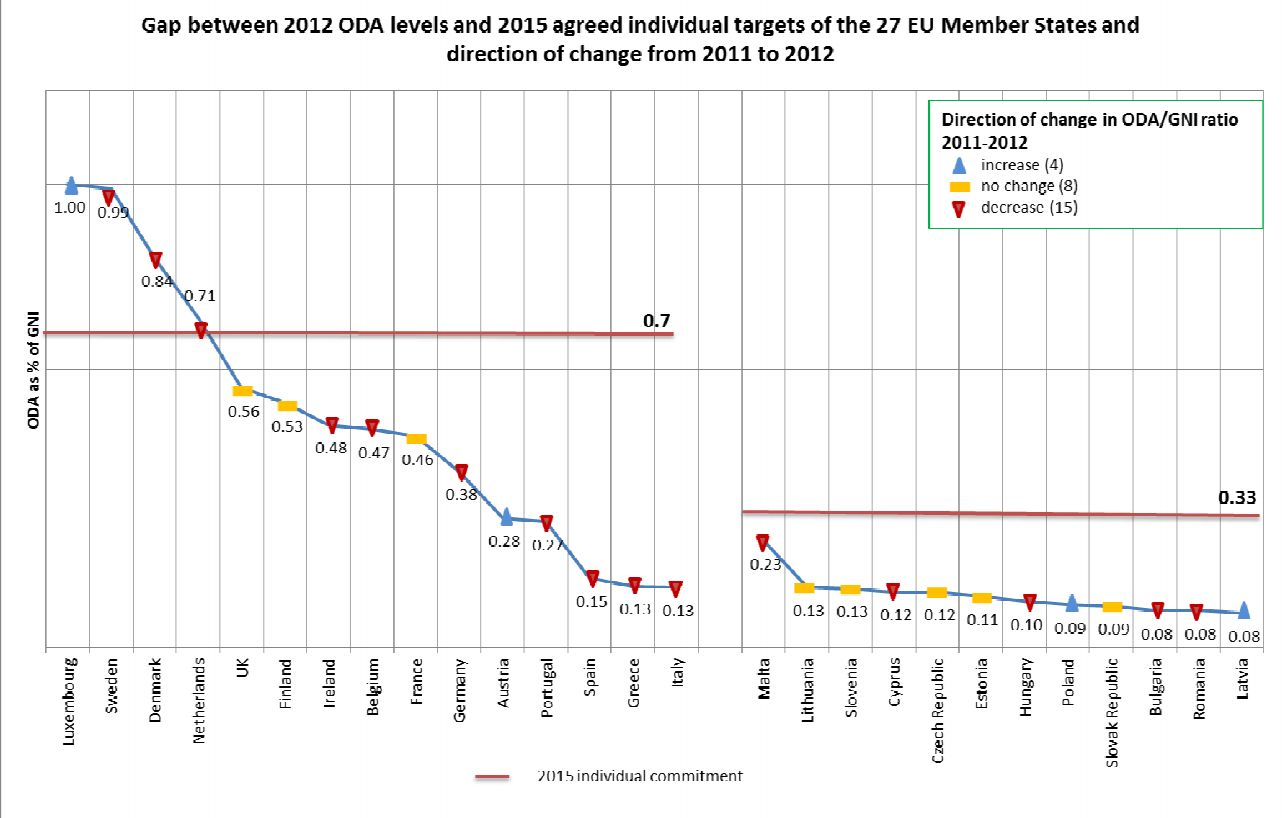 Gap between 2012 ODA levels and 2015 agreed individual targets of the 27 EU Member States and
direction of change from 2011 to 2012
Direction of change in ODA/GNI ratio
2011-2012
increase (4)
no change (8)
decrease (15)
ODA as % of GNI
1.00
0.99
0.84
0.71
0.7
0.56
0.53
0.48
0.47
0.46
0.38
0.28
0.27
0.15
0.13
0.13
0.33
0.23
0.13
0.13
0.12
0.12
0.11
0.10
0.09
0.09
0.08
0.08
0.08
Luxembourg
Sweden
Denmark
Netherlands
UK
Finland
Ireland
Belgium
France
Germany
Austria
Portugal
Spain
Greece
Italy
Malta
Lithuania
Slovenia
Cyprus
Czech Republic
Estonia
Hungary
Poland
Slovak Republic
Bulgaria
Romania
Latvia
2015 individual commitment